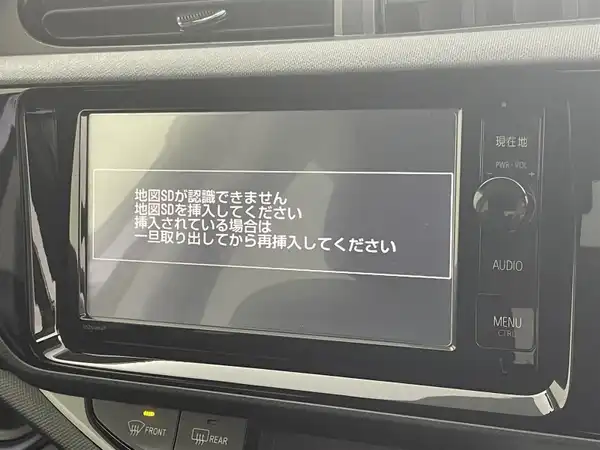 地図SDが認識できません
地図SDを挿入してください
挿入されている場合は
一旦取り出してから再挿入してください
現在地
PWR・VOL
AUDIO
MENU
CTRL
FRONT
REAR